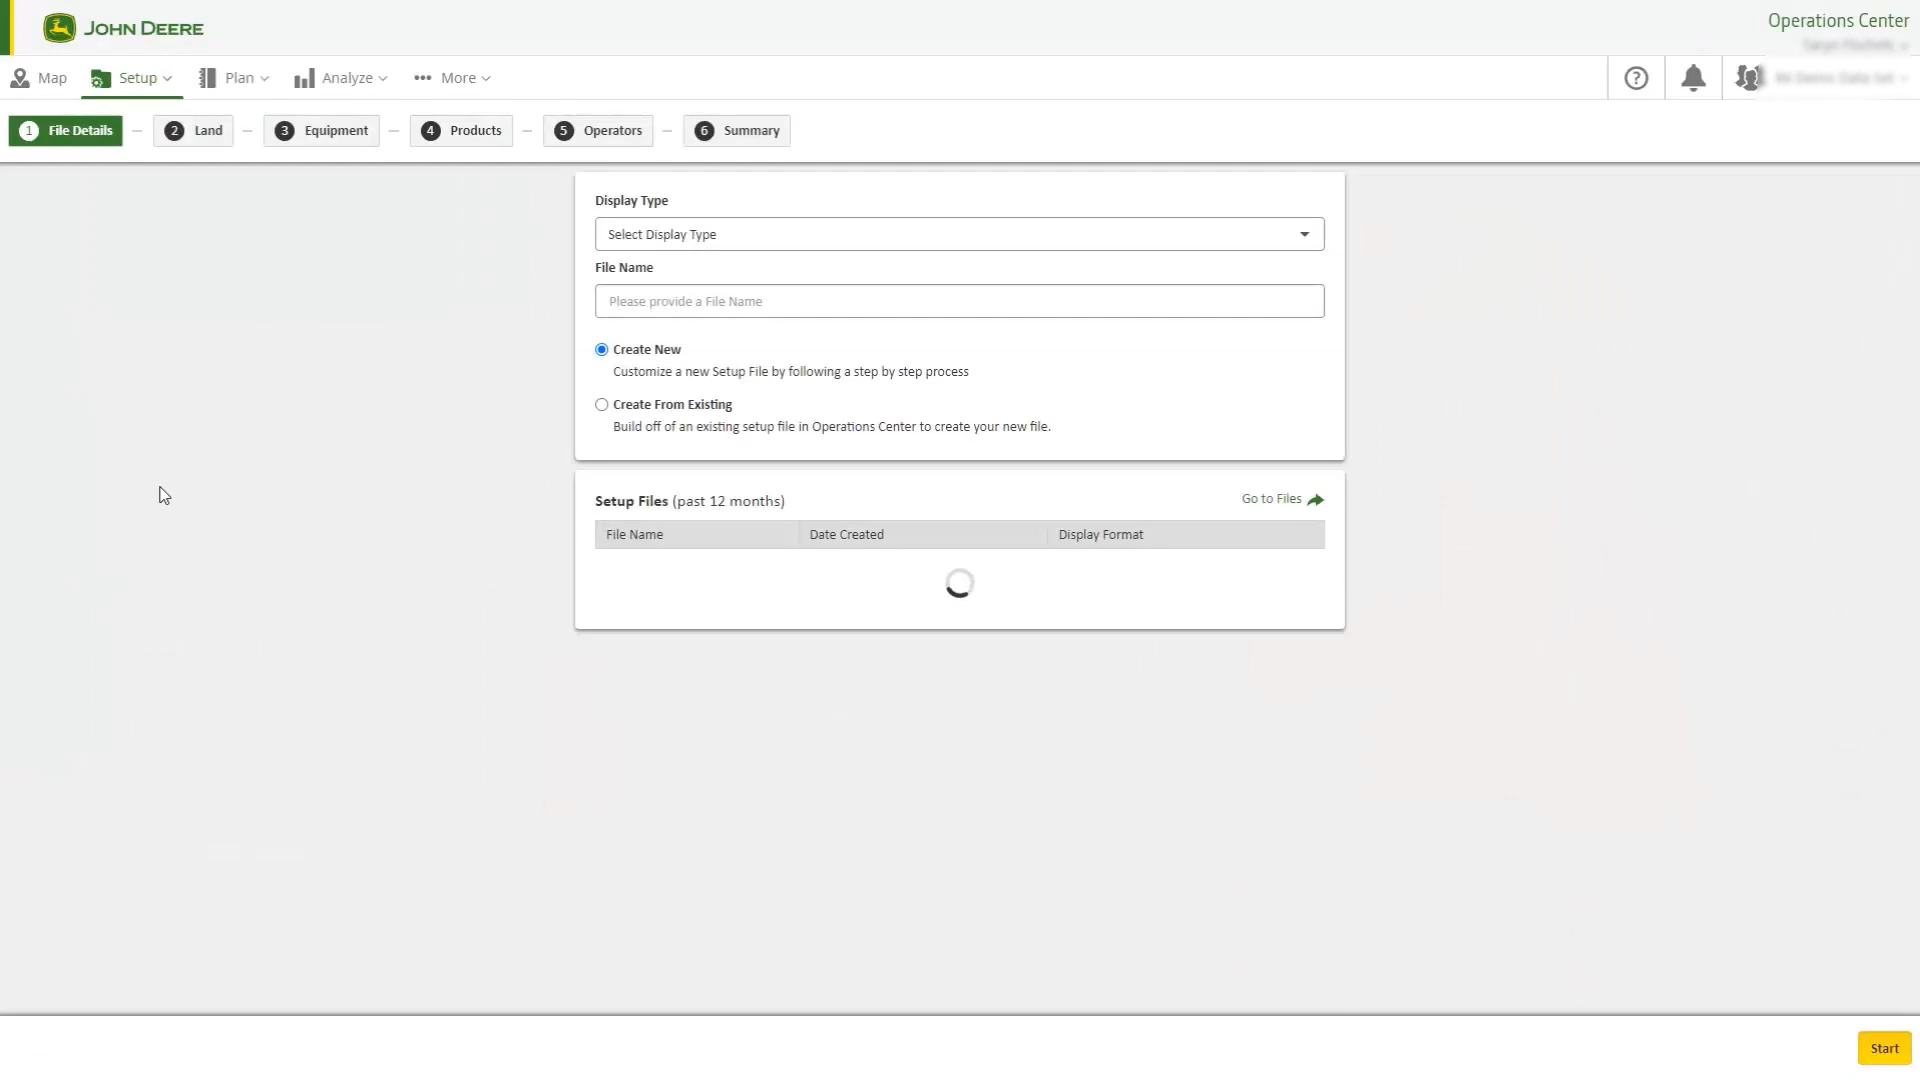 JOHN DEERE
Operations Center
Map Setup Plan Analyze More
1 File Details 2 Land 3 Equipment 4 Products 5 Operators 6 Summary
Display Type
Select Display Type
File Name
Please provide a File Name
Create New
Customize a new Setup File by following a step by step process
Create From Existing
Build off of an existing setup file in Operations Center to create your new file.
Setup Files (past 12 months) Go to Files
File Name Date Created Display Format
Start